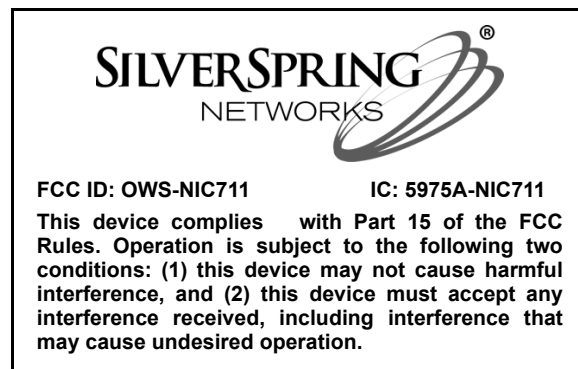 SILVERSPRING®
NETWORKS
FCC ID: OWS-NIC711 IC: 5975A-NIC711
This device complies with Part 15 of the FCC
Rules. Operation is subject to the following two
conditions: (1) this device may not cause harmful
interference, and (2) this device must accept any
interference received, including interference that
may cause undesired operation.